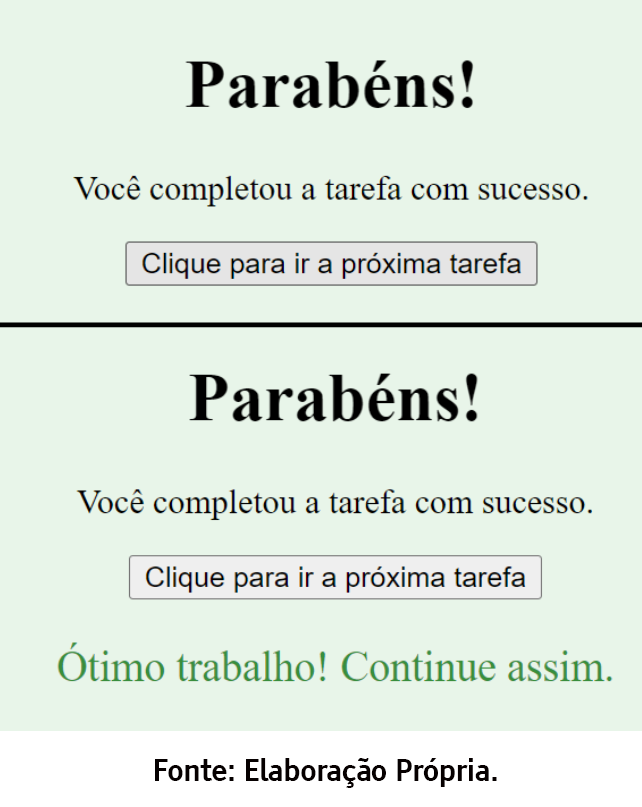 Parabéns!
Você completou a tarefa com sucesso.
Clique para ir a próxima tarefa
Parabéns!
Você completou a tarefa com sucesso.
Clique para ir a próxima tarefa
Ótimo trabalho! Continue assim.
Fonte: Elaboração Própria.